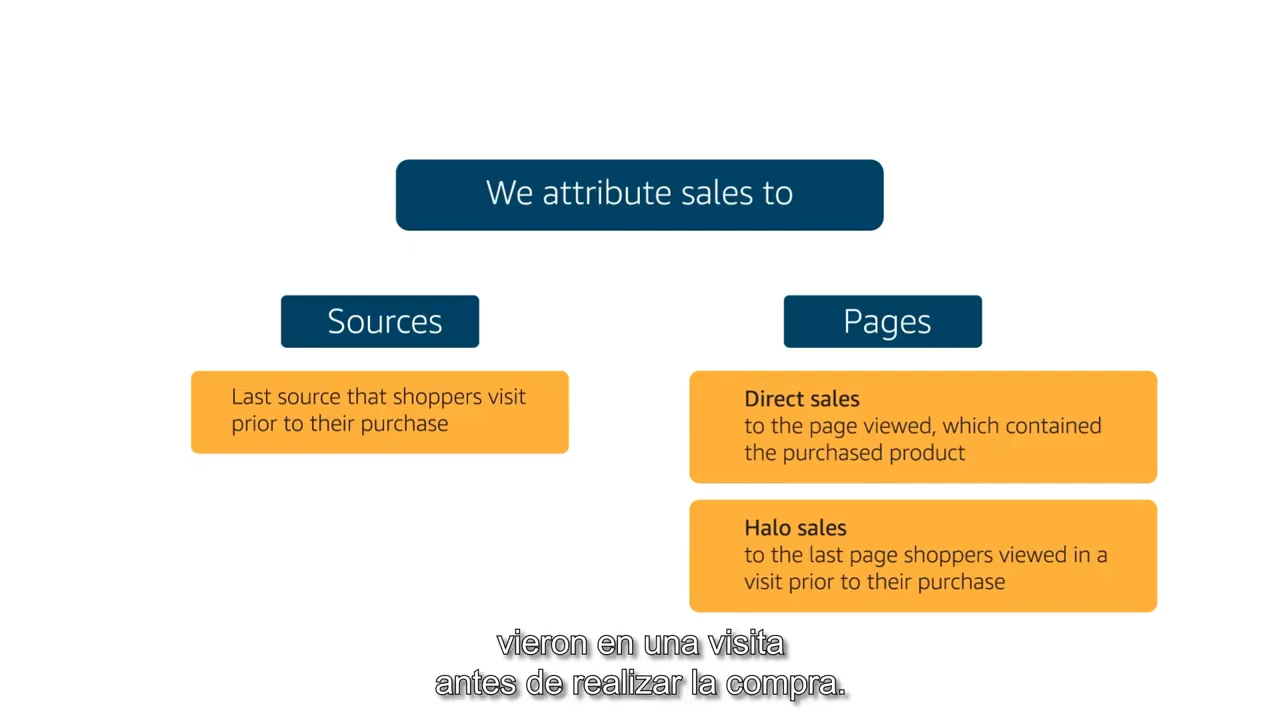 We attribute sales to
Sources
Last source that shoppers visit
prior to their purchase
Pages
Direct sales
to the page viewed, which contained
the purchased product
Halo sales
to the last page shoppers viewed in a
visit prior to their purchase
vieron en una visita
antes de realizar la compra.